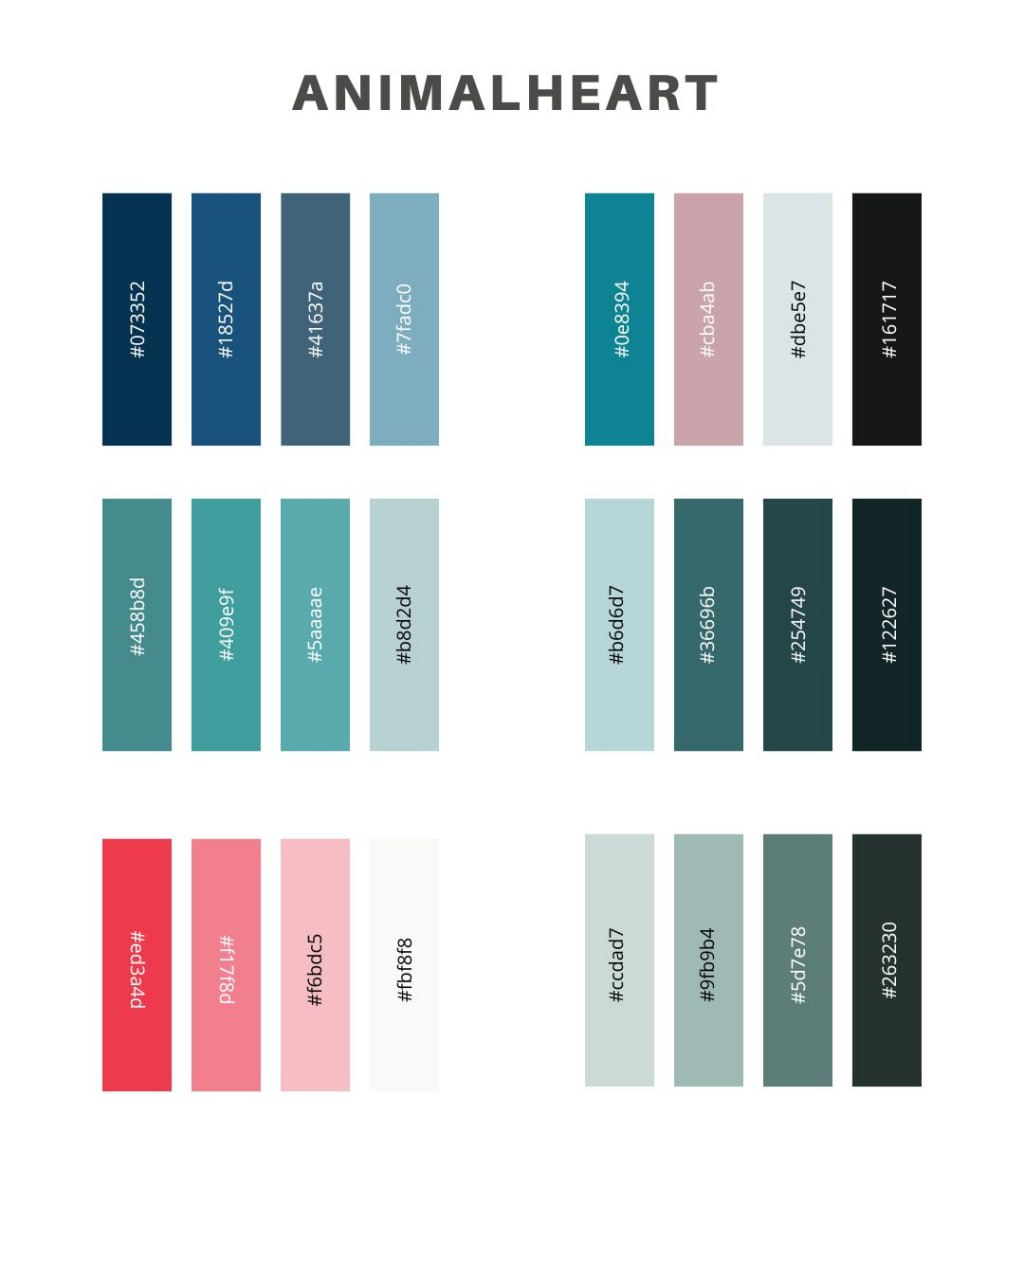 ANIMALHEART
#073352
#18527d
#41637a
#7fadc0
#0e8394
#cba4ab
#dbe5e7
#161717
#458b8d
#409e9f
#5aaaae
#b8d2d4
#b6d6d7
#36696b
#254749
#122627
#ed3a4d
#f17f8d
#f6bdc5
#fbf8f8
#ccdad7
#9fb9b4
#5d7e78
#263230